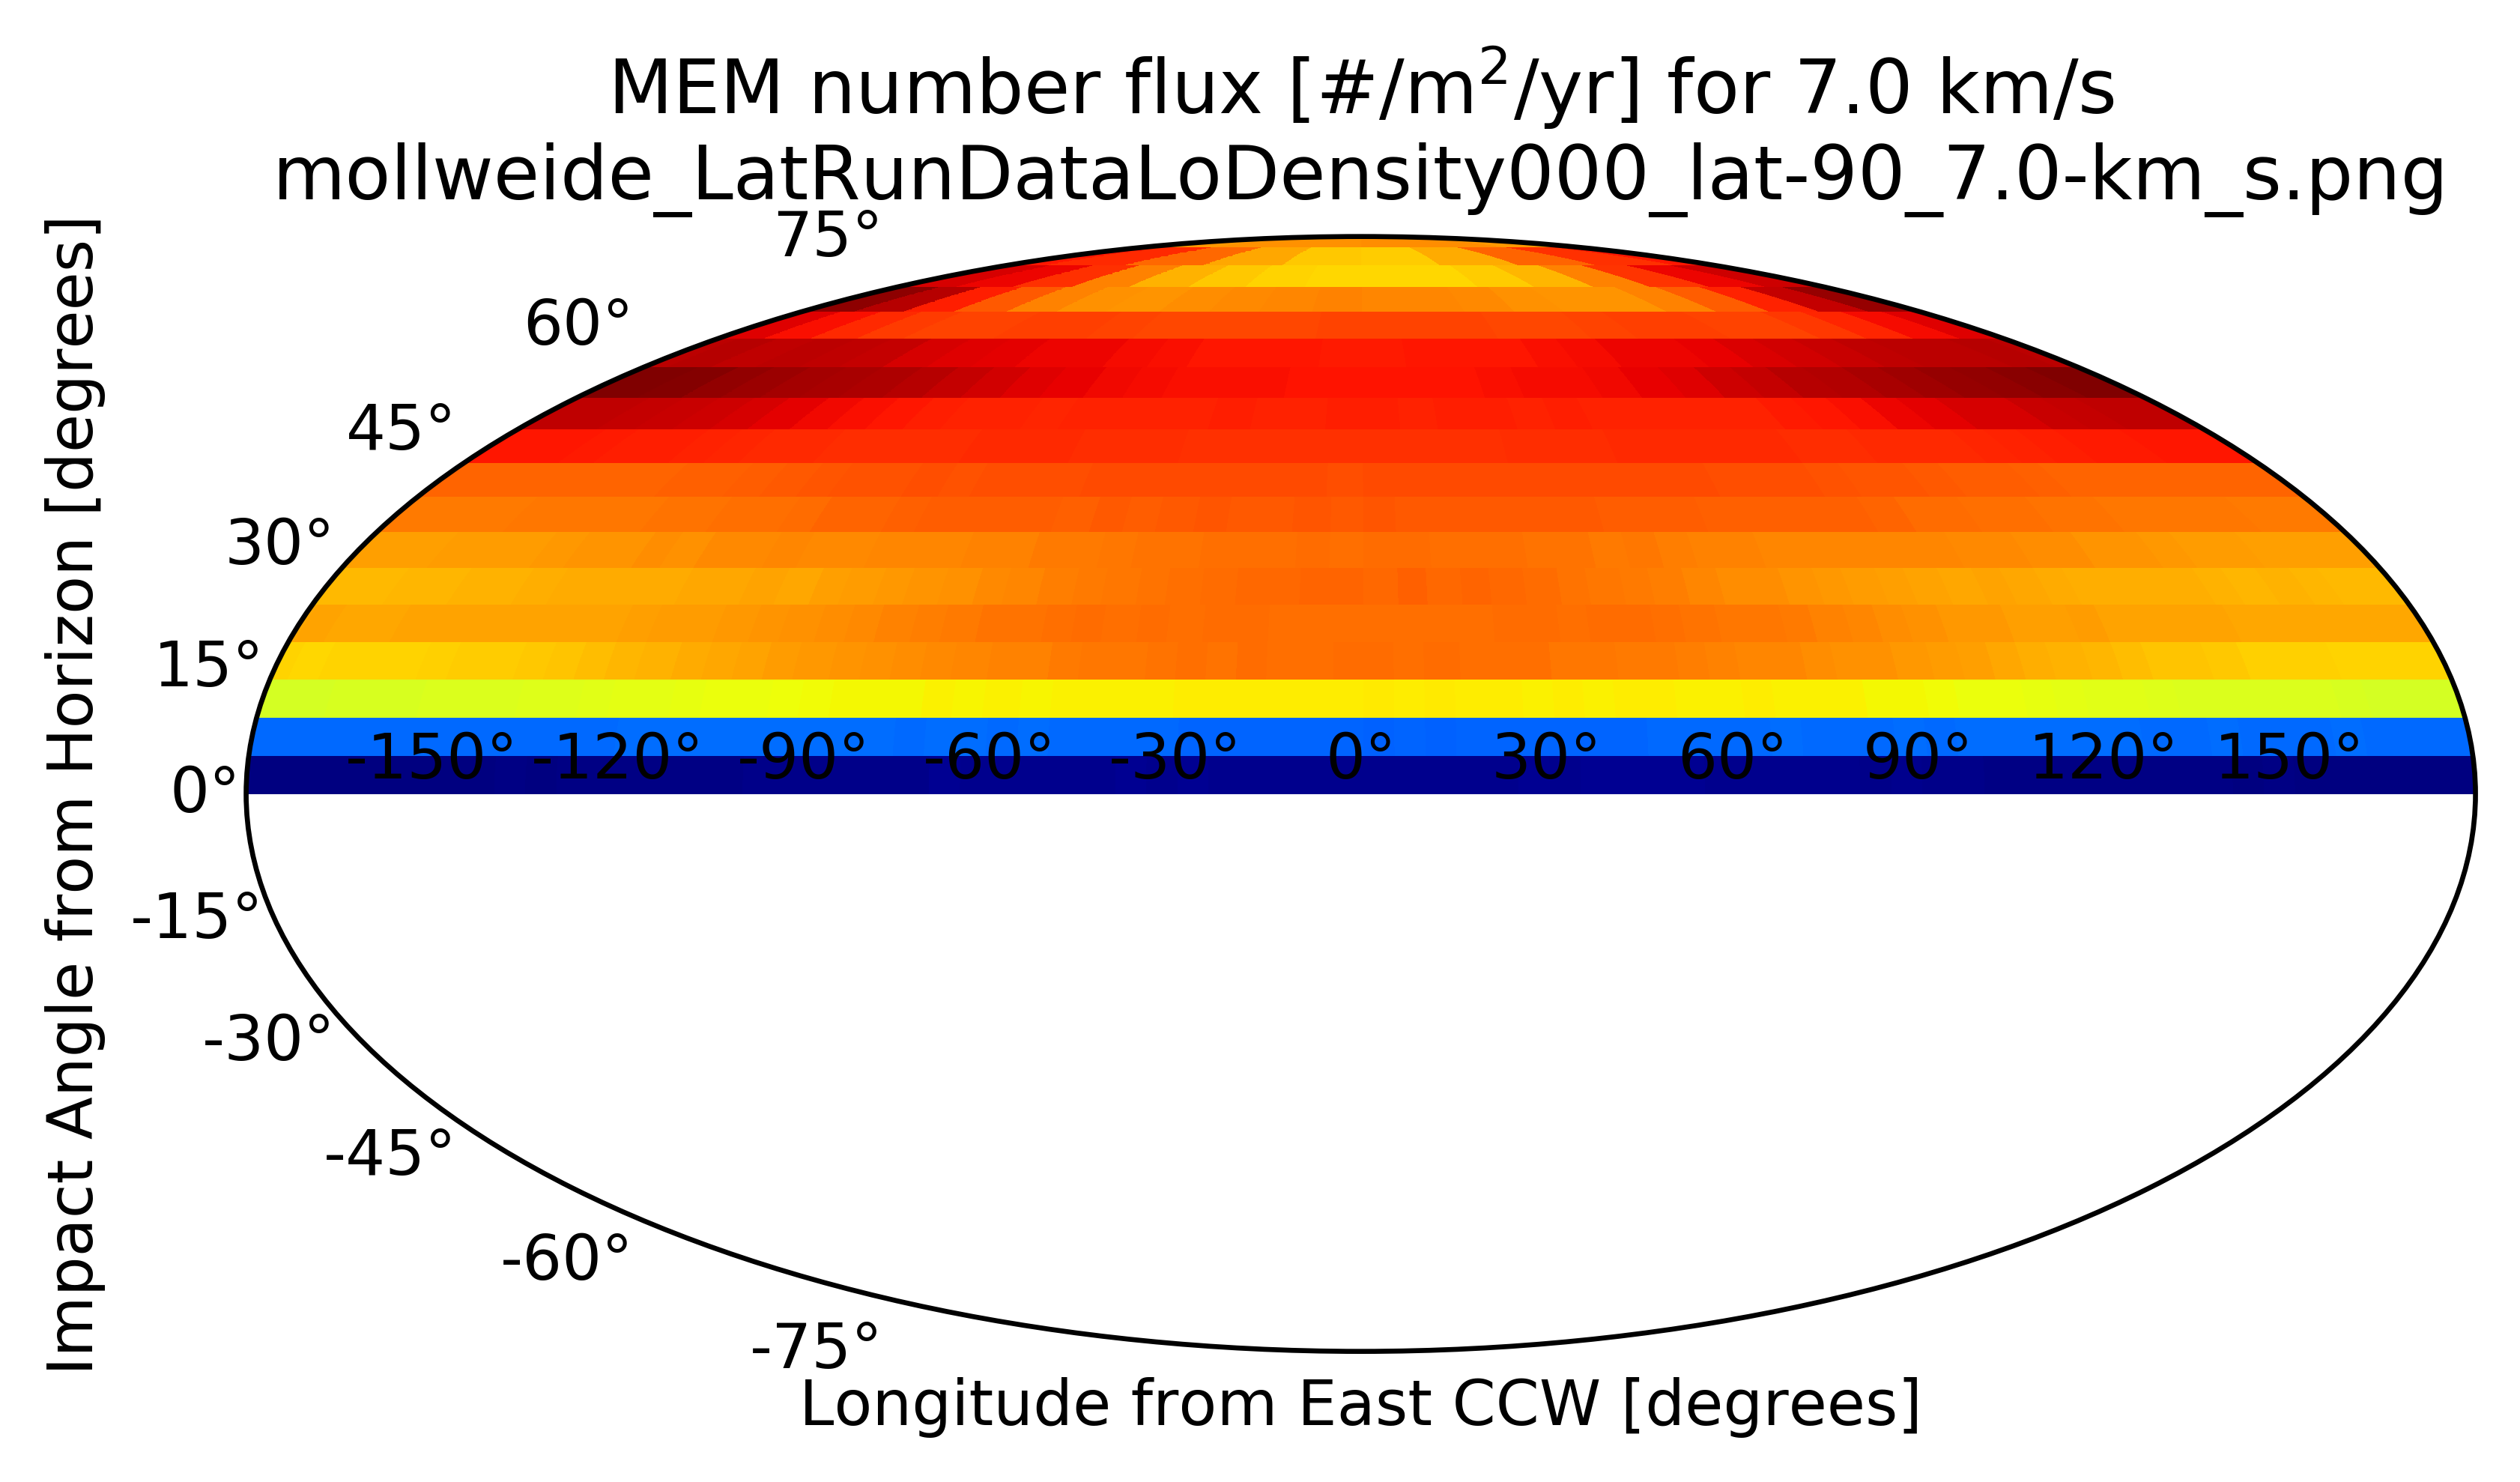 MEM number flux [#/m²/yr] for 7.0 km/s
mollweide_LatRunDataLoDensity000_lat-90_7.0-km_s.png
Impact Angle from Horizon [degrees]
75°
60°
45°
30°
15°
0°
-15°
-30°
-45°
-60°
-75°
-150° -120° -90° -60° -30° 0° 30° 60° 90° 120° 150°
Longitude from East CCW [degrees]